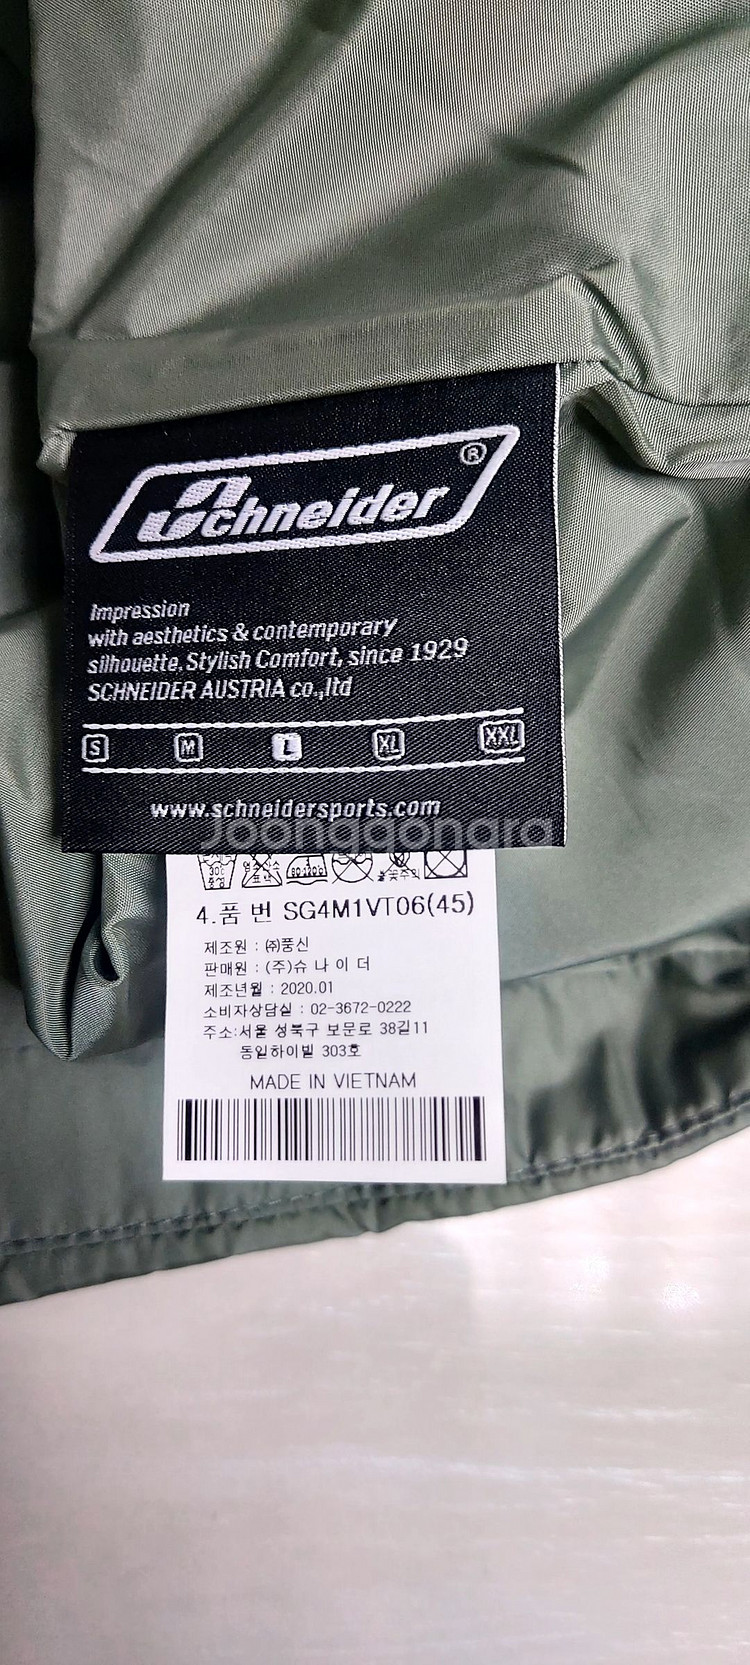 Schneider ®
Impression
with aesthetics & contemporary
silhouette, Stylish Comfort, since 1929
SCHNEIDER AUSTRIA co.,ltd
S M L XL XXL
www.schneidersports.com
Joonggonara
80-120℃
4.품 번 SG4M1VT06(45)
제조원 : ㈜풍신
판매원 : (주)슈 나 이 더
제조년월 : 2020.01
소비자상담실 : 02-3672-0222
주소:서울 성북구 보문로 38길11
동일하이빌 303호
MADE IN VIETNAM